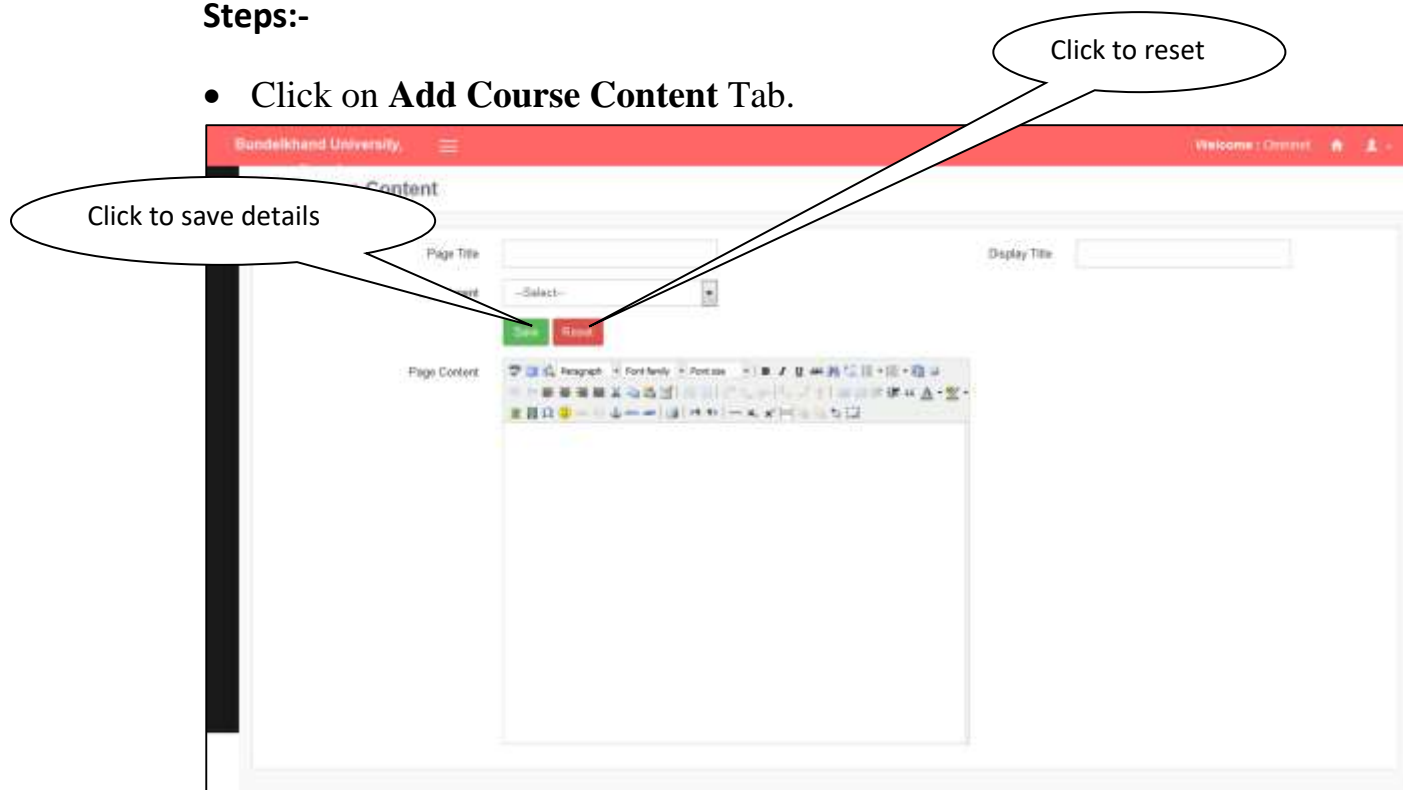 Steps:-
Click to reset
• Click on Add Course Content Tab.
Bundelkhand University,
Welcome :
Content
Click to save details
Page Title
Display Title
--Select--
Save Reset
Page Content
Paragraph Font family Font size